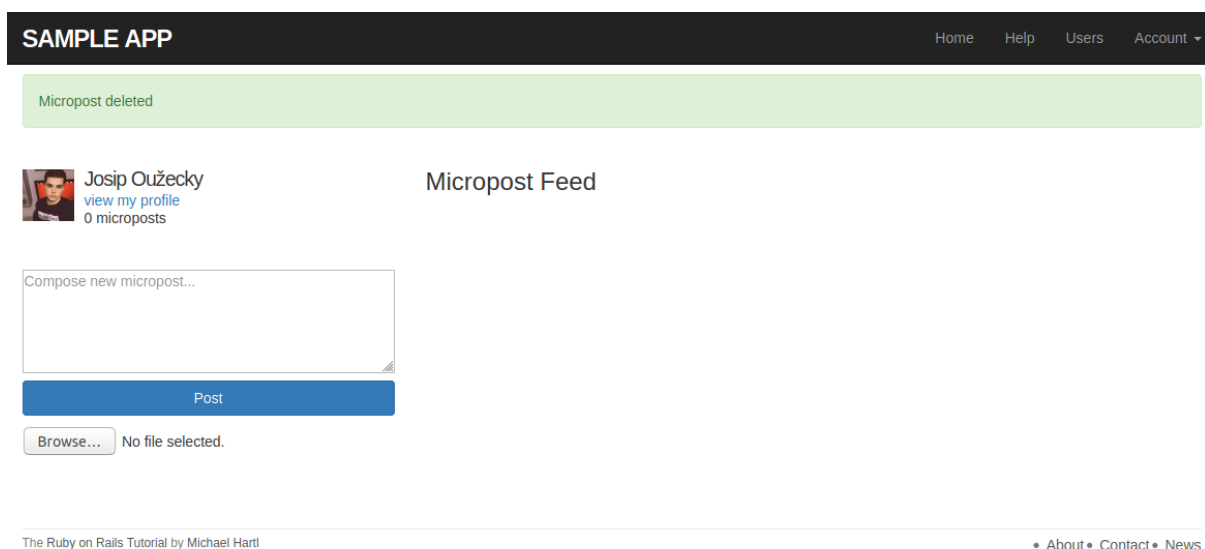 SAMPLE APP
Home Help Users Account
Micropost deleted
Josip Oužecky
view my profile
0 microposts
Micropost Feed
Compose new micropost...
Post
Browse... No file selected.
The Ruby on Rails Tutorial by Michael Hartl
• About • Contact • News